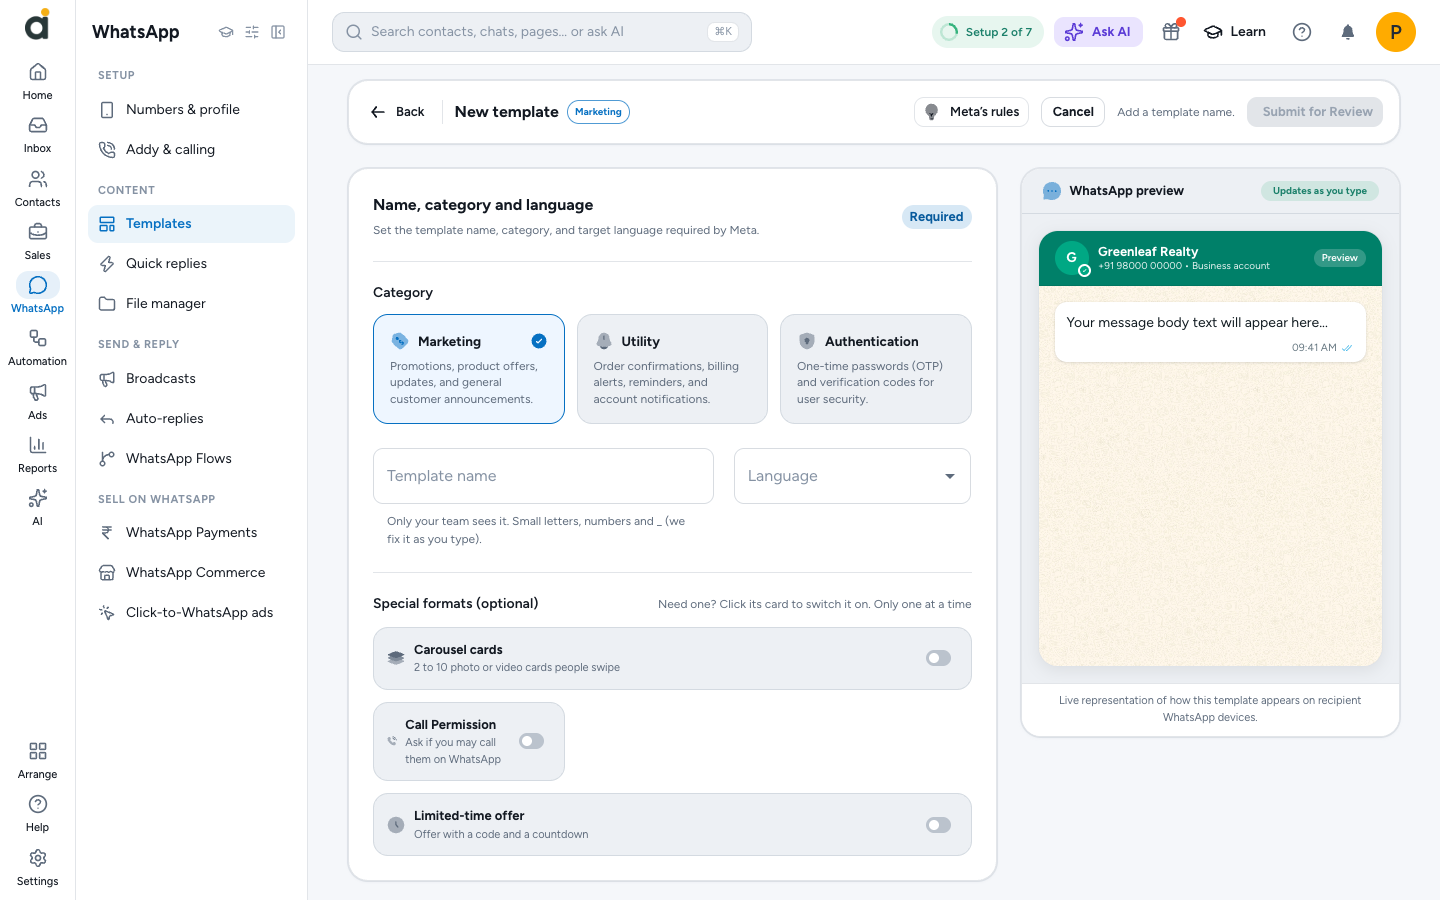 WhatsApp
Search contacts, chats, pages... or ask AI
⌘K
Setup 2 of 7
Ask AI
Learn
P
Home
Inbox
Contacts
Sales
WhatsApp
Automation
Ads
Reports
AI
Arrange
Help
Settings
SETUP
Numbers & profile
Addy & calling
CONTENT
Templates
Quick replies
File manager
SEND & REPLY
Broadcasts
Auto-replies
WhatsApp Flows
SELL ON WHATSAPP
WhatsApp Payments
WhatsApp Commerce
Click-to-WhatsApp ads
Back
New template
Marketing
Meta's rules
Cancel
Add a template name.
Submit for Review
Name, category and language
Set the template name, category, and target language required by Meta.
Required
Category
Marketing
Promotions, product offers,
updates, and general
customer announcements.
Utility
Order confirmations, billing
alerts, reminders, and
account notifications.
Authentication
One-time passwords (OTP)
and verification codes for
user security.
Template name
Language
Only your team sees it. Small letters, numbers and _ (we
fix it as you type).
Special formats (optional)
Need one? Click its card to switch it on. Only one at a time
Carousel cards
2 to 10 photo or video cards people swipe
Call Permission
Ask if you may call
them on WhatsApp
Limited-time offer
Offer with a code and a countdown
WhatsApp preview
Updates as you type
G
Greenleaf Realty
+91 98000 00000 • Business account
Preview
Your message body text will appear here...
09:41 AM
Live representation of how this template appears on recipient
WhatsApp devices.